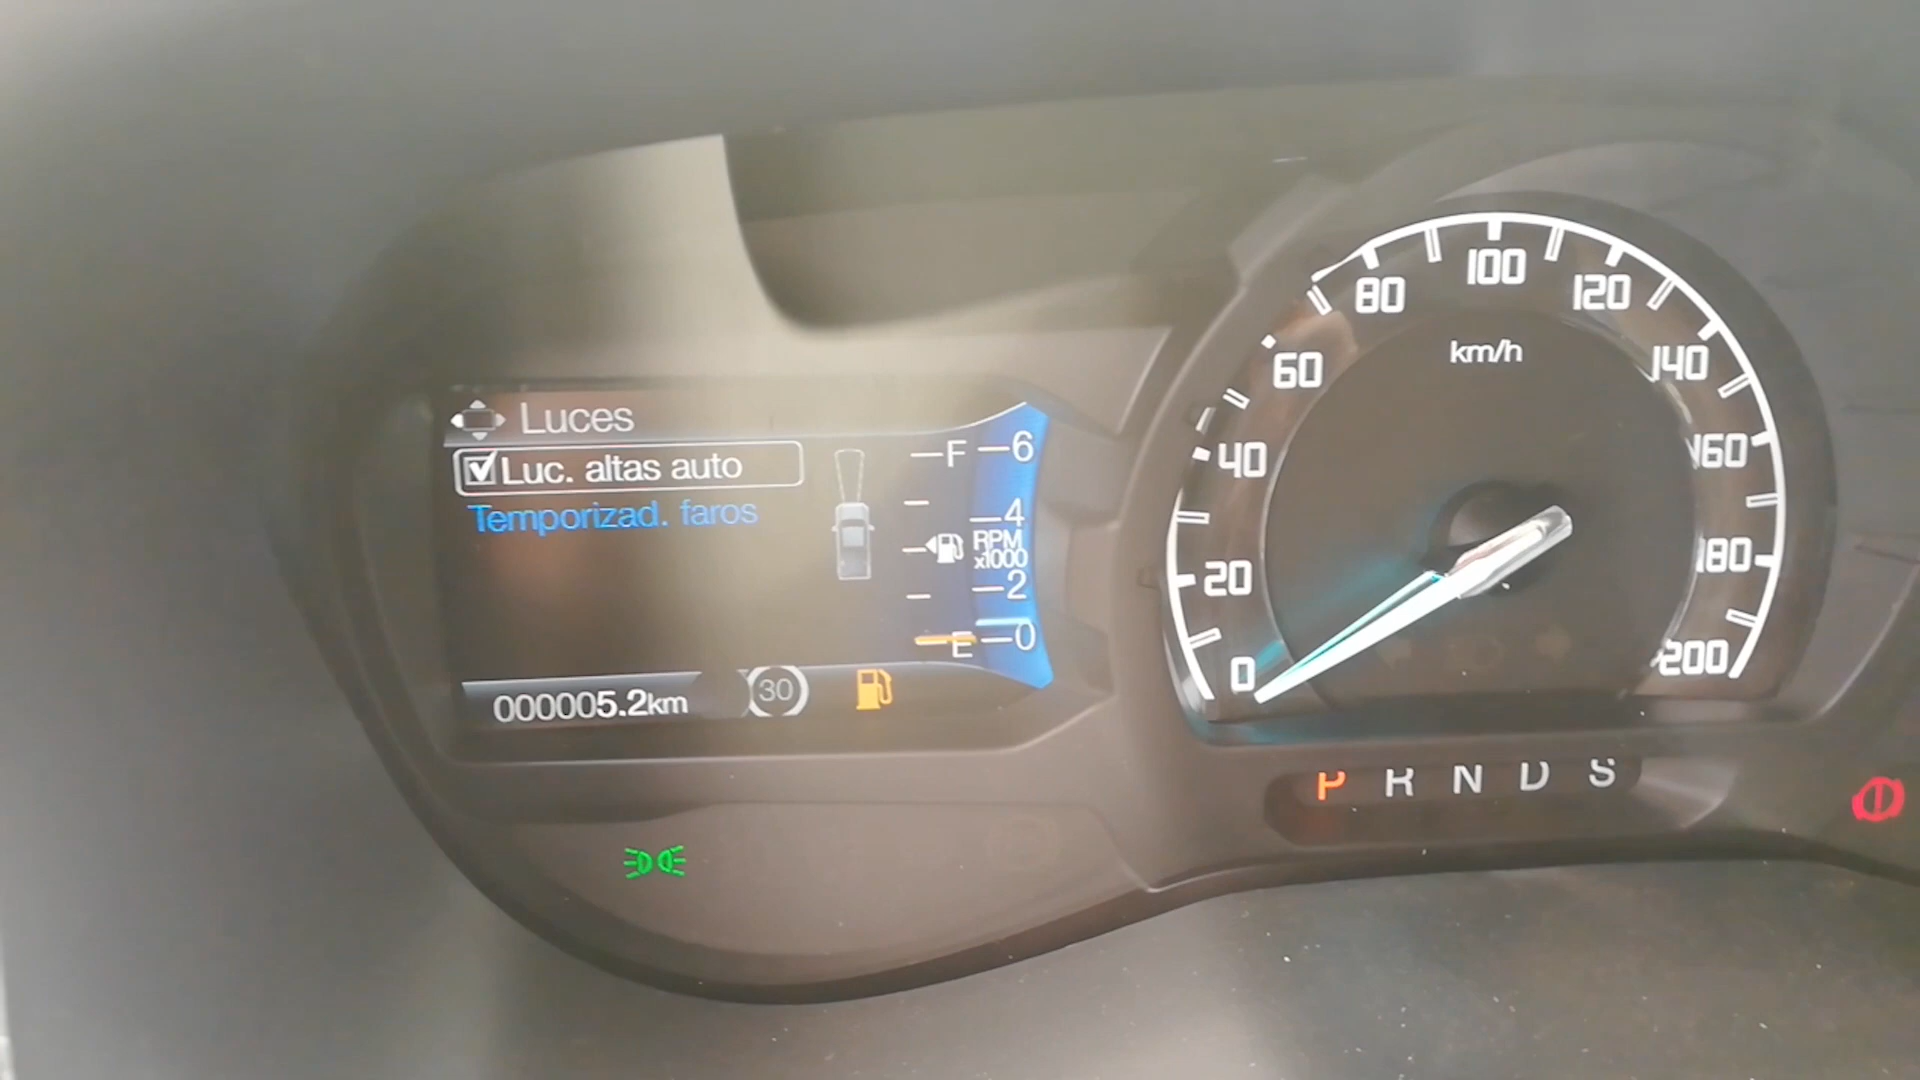 Luces
Luc. altas auto
Temporizad. faros
F
E
6
4
RPM
x1000
2
0
000005.2km
30
0
20
40
60
80
100
120
140
160
180
200
km/h
P R N D S